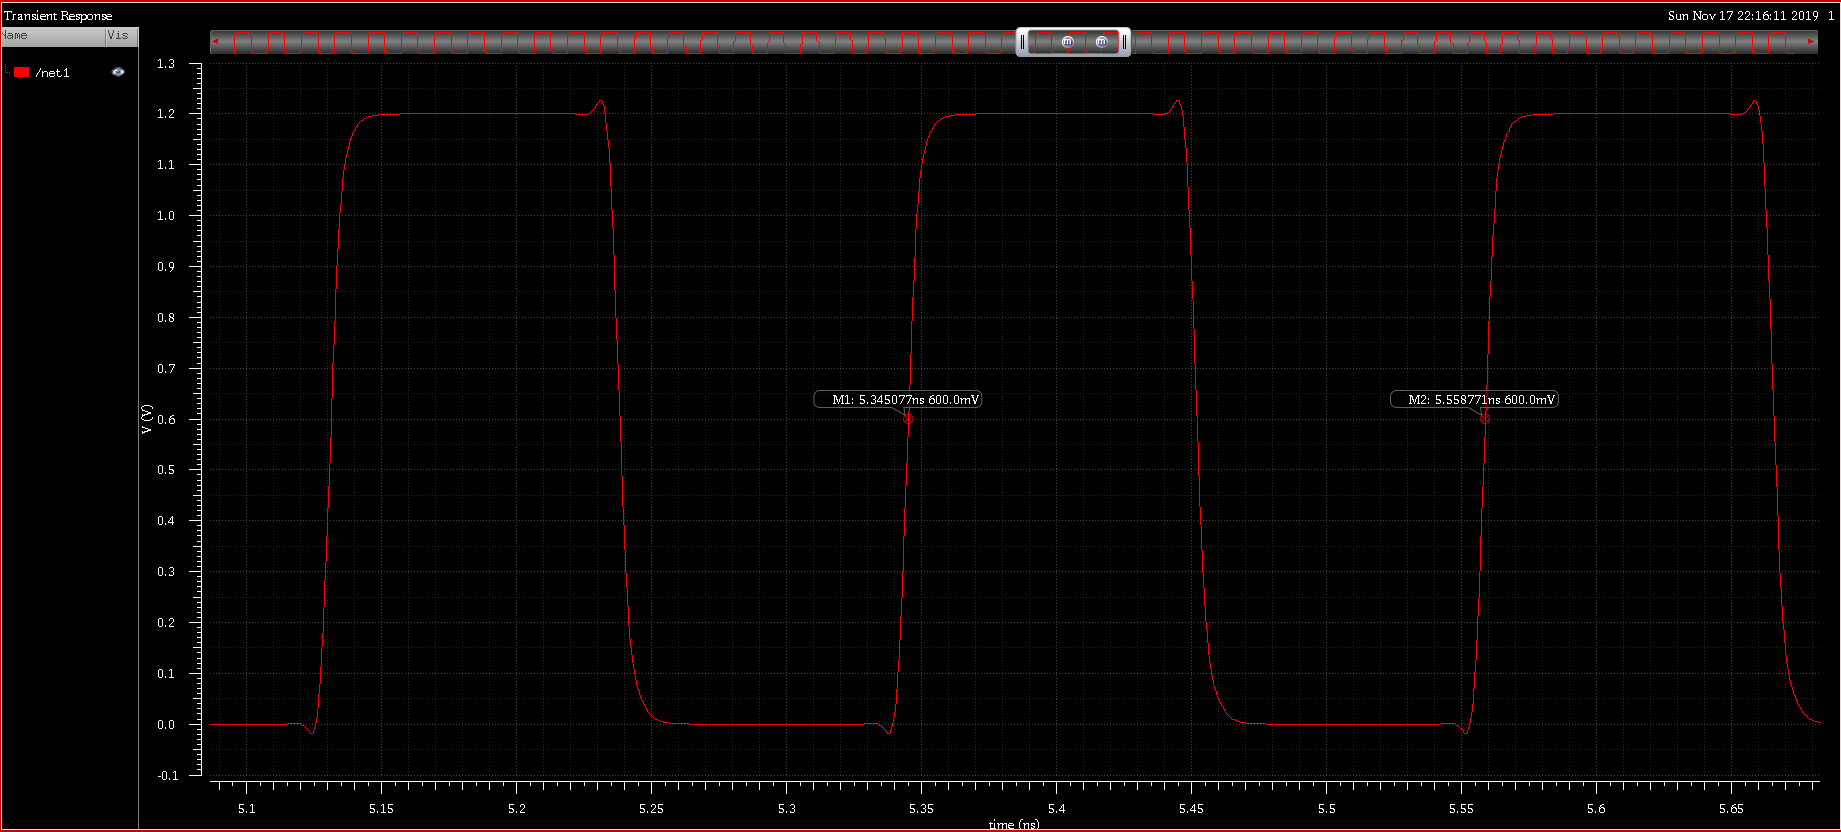 Transient Response
Sun Nov 17 22:16:11 2019 1
Name Vis
/net1
1.3
1.2
1.1
1.0
0.9
0.8
0.7
0.6
0.5
0.4
0.3
0.2
0.1
0.0
-0.1
V (V)
M1: 5.345077ns 600.0mV
M2: 5.558771ns 600.0mV
5.1 5.15 5.2 5.25 5.3 5.35 5.4 5.45 5.5 5.55 5.6 5.65
time (ns)